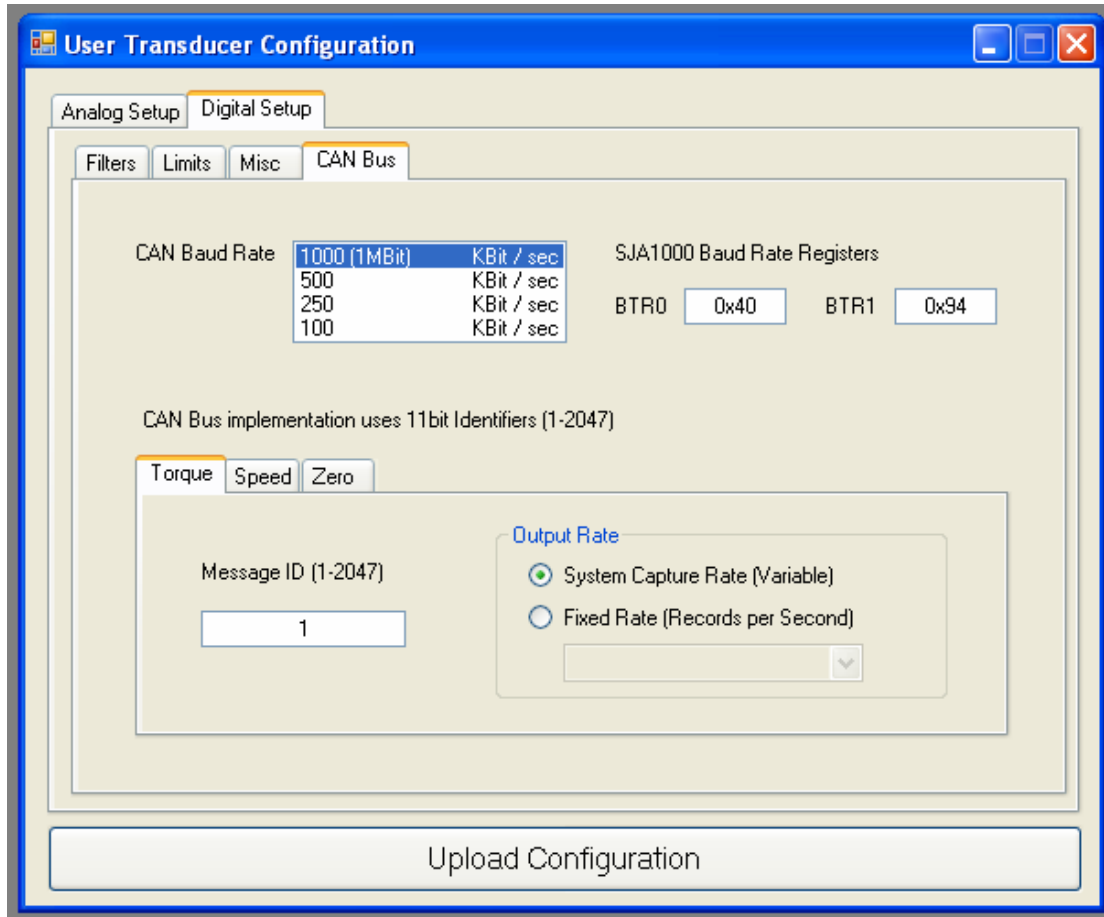 User Transducer Configuration
Analog Setup Digital Setup
Filters Limits Misc CAN Bus
CAN Baud Rate 1000 (1MBit) KBit / sec SJA1000 Baud Rate Registers
500 KBit / sec
250 KBit / sec BTR0 0x40 BTR1 0x94
100 KBit / sec
CAN Bus implementation uses 11bit Identifiers (1-2047)
Torque Speed Zero
Output Rate
Message ID (1-2047) System Capture Rate (Variable)
1 Fixed Rate (Records per Second)
Upload Configuration